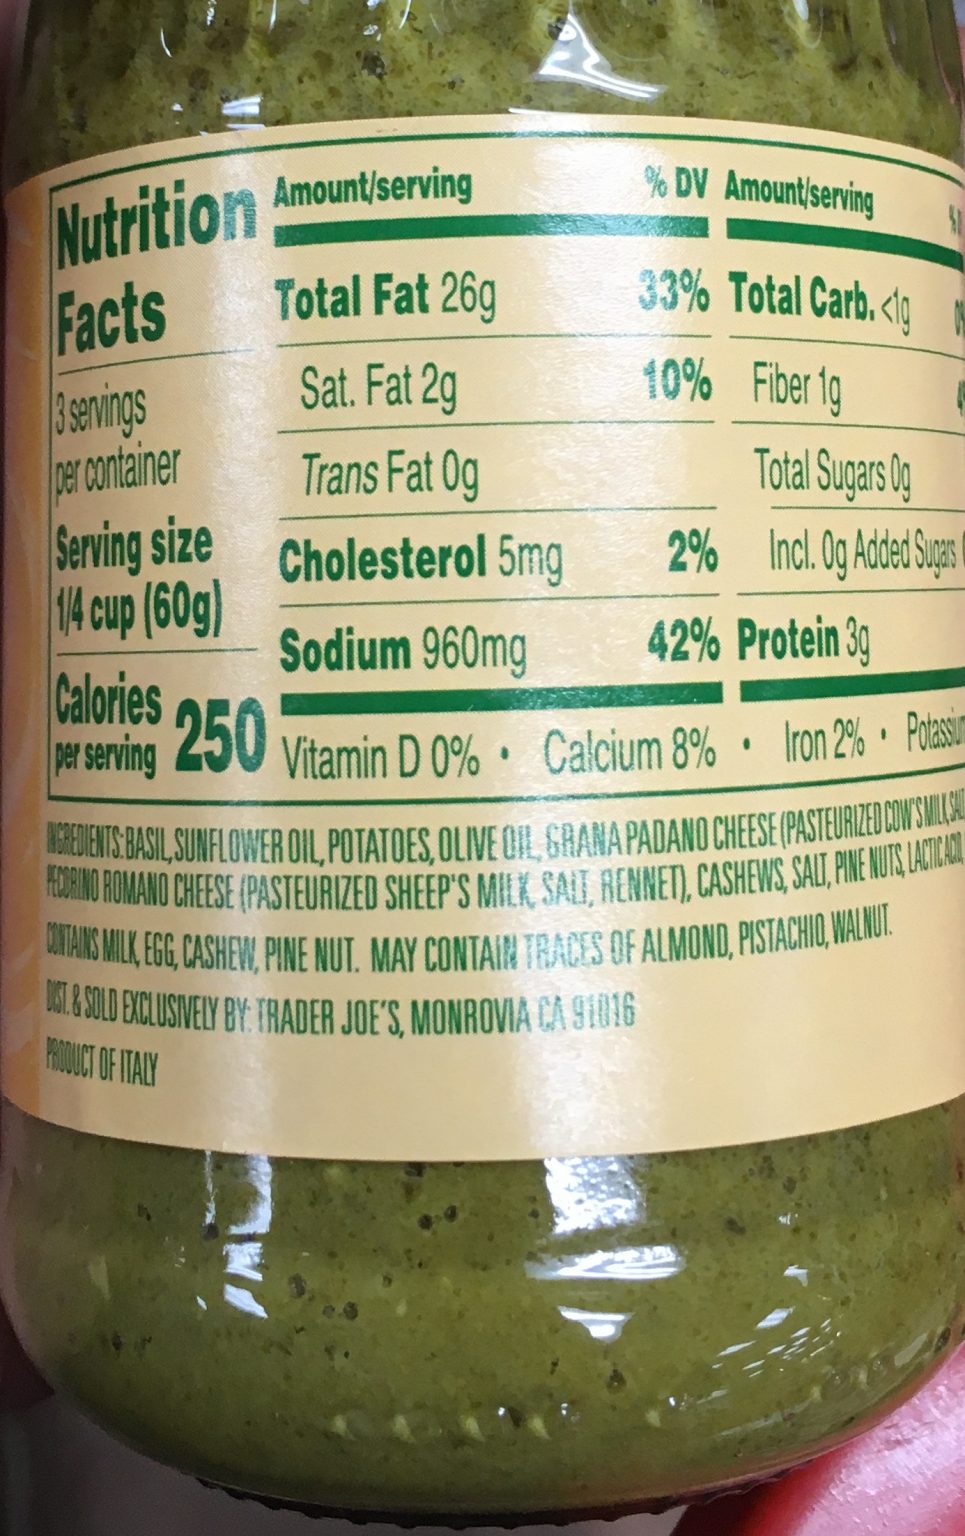 Nutrition
Facts
3 servings
per container
Serving size
1/4 cup (60g)
Calories
per serving 250
Amount/serving % DV
Total Fat 26g 33%
Sat. Fat 2g 10%
Trans Fat 0g
Cholesterol 5mg 2%
Sodium 960mg 42%
Amount/serving
Total Carb. <1g
Fiber 1g
Total Sugars 0g
Incl. 0g Added Sugars
Protein 3g
Vitamin D 0% • Calcium 8% • Iron 2% • Potassium
INGREDIENTS: BASIL, SUNFLOWER OIL, POTATOES, OLIVE OIL, GRANA PADANO CHEESE (PASTEURIZED COW'S MILK, SALT
PECORINO ROMANO CHEESE (PASTEURIZED SHEEP'S MILK, SALT, RENNET), CASHEWS, SALT, PINE NUTS, LACTIC ACID,
CONTAINS MILK, EGG, CASHEW, PINE NUT. MAY CONTAIN TRACES OF ALMOND, PISTACHIO, WALNUT.
DIST. & SOLD EXCLUSIVELY BY: TRADER JOE'S, MONROVIA CA 91016
PRODUCT OF ITALY